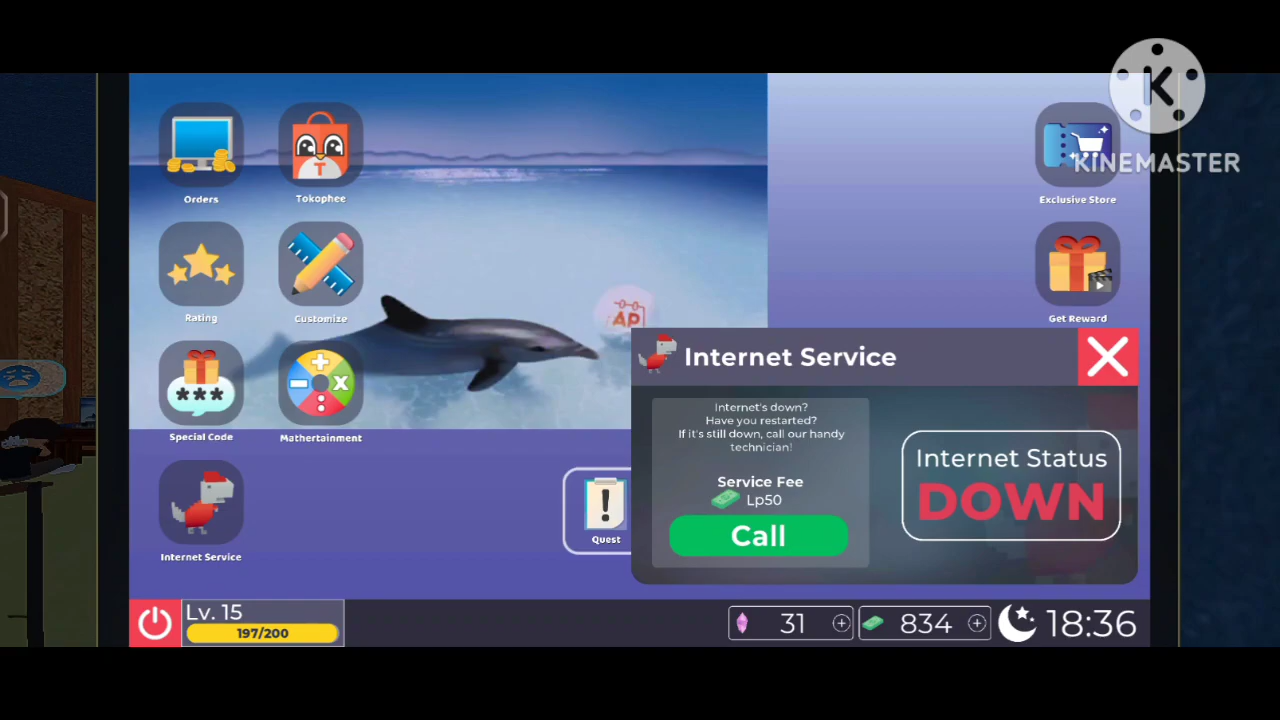 KINEMASTER
Orders
Tokophee
Exclusive Store
Rating
Customize
Get Reward
AP
Special Code
Mathertainment
Internet Service
Internet's down?
Have you restarted?
If it's still down, call our handy
technician!
Service Fee
Lp50
Call
Internet Status
DOWN
Internet Service
Quest
Lv. 15
197/200
31
834
18:36